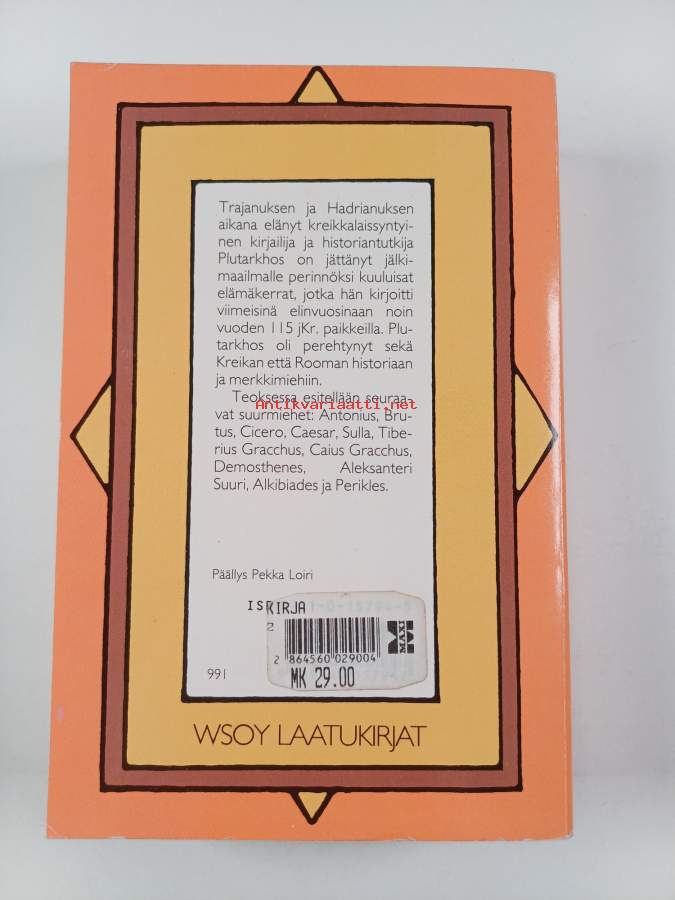 Trajanuksen ja Hadrianuksen
aikana elänyt kreikkalaissyntyi-
nen kirjailija ja historiantutkija
Plutarkhos on jättänyt jälki-
maailmalle perinnöksi kuuluisat
elämäkerrat, jotka hän kirjoitti
viimeisinä elinvuosinaan noin
vuoden 115 jKr. paikkeilla. Plu-
tarkhos oli perehtynyt sekä
Kreikan että Rooman historiaan
ja merkkimiehiin.
Teoksessa esitellään seuraa-
Antikvariaatti.net
vat suurmiehet: Antonius, Bru-
tus, Cicero, Caesar, Sulla, Tibe-
rius Gracchus, Caius Gracchus,
Demosthenes, Aleksanteri
Suuri, Alkibiades ja Perikles.
Päällys Pekka Loiri
KIRJA
2 864560 029004
MAXI
MK 29.00
991
WSOY LAATUKIRJAT